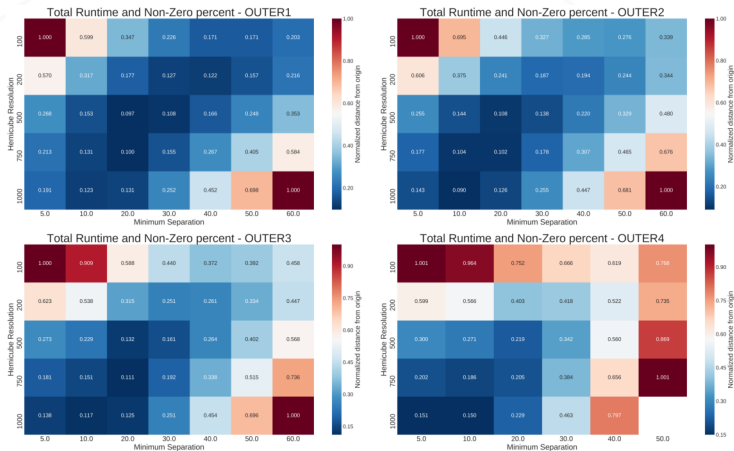 Total Runtime and Non-Zero percent - OUTER1
1.000 0.599 0.347 0.226 0.171 0.171 0.203
0.570 0.317 0.177 0.127 0.122 0.157 0.216
0.268 0.153 0.097 0.108 0.166 0.248 0.353
0.213 0.131 0.100 0.155 0.267 0.405 0.584
0.191 0.123 0.131 0.252 0.452 0.698 1.000
100
200
500
750
1000
Hemicube Resolution
5.0 10.0 20.0 30.0 40.0 50.0 60.0
Minimum Separation
1.00
0.80
0.60
0.40
0.20
Normalized distance from origin
Total Runtime and Non-Zero percent - OUTER2
1.000 0.695 0.446 0.327 0.285 0.276 0.339
0.606 0.375 0.241 0.187 0.194 0.244 0.344
0.255 0.144 0.108 0.138 0.220 0.480
0.177 0.104 0.102 0.178 0.307 0.465 0.676
0.143 0.090 0.126 0.255 0.447 0.681 1.000
100
200
500
750
1000
Hemicube Resolution
5.0 10.0 20.0 30.0 40.0 50.0 60.0
Minimum Separation
1.00
0.80
0.60
0.40
0.20
Normalized distance from origin
Total Runtime and Non-Zero percent - OUTER3
1.000 0.909 0.588 0.440 0.372 0.392 0.458
0.623 0.538 0.315 0.251 0.261 0.334 0.447
0.273 0.229 0.132 0.161 0.264 0.402 0.568
0.181 0.151 0.111 0.192 0.515 0.736
0.138 0.117 0.125 0.251 0.454 0.696 1.000
100
200
500
750
1000
Hemicube Resolution
5.0 10.0 20.0 30.0 40.0 50.0 60.0
Minimum Separation
0.90
0.75
0.60
0.45
0.30
0.15
Normalized distance from origin
Total Runtime and Non-Zero percent - OUTER4
1.001 0.964 0.752 0.666 0.619
0.599 0.566 0.403 0.418 0.522 0.735
0.300 0.271 0.219 0.342 0.560
0.202 0.186 0.205 0.384 0.656 1.001
0.151 0.150 0.229 0.463 0.797
100
200
500
750
1000
Hemicube Resolution
5.0 10.0 20.0 30.0 40.0 50.0
Minimum Separation
0.90
0.75
0.60
0.45
0.30
0.15
Normalized distance from origin